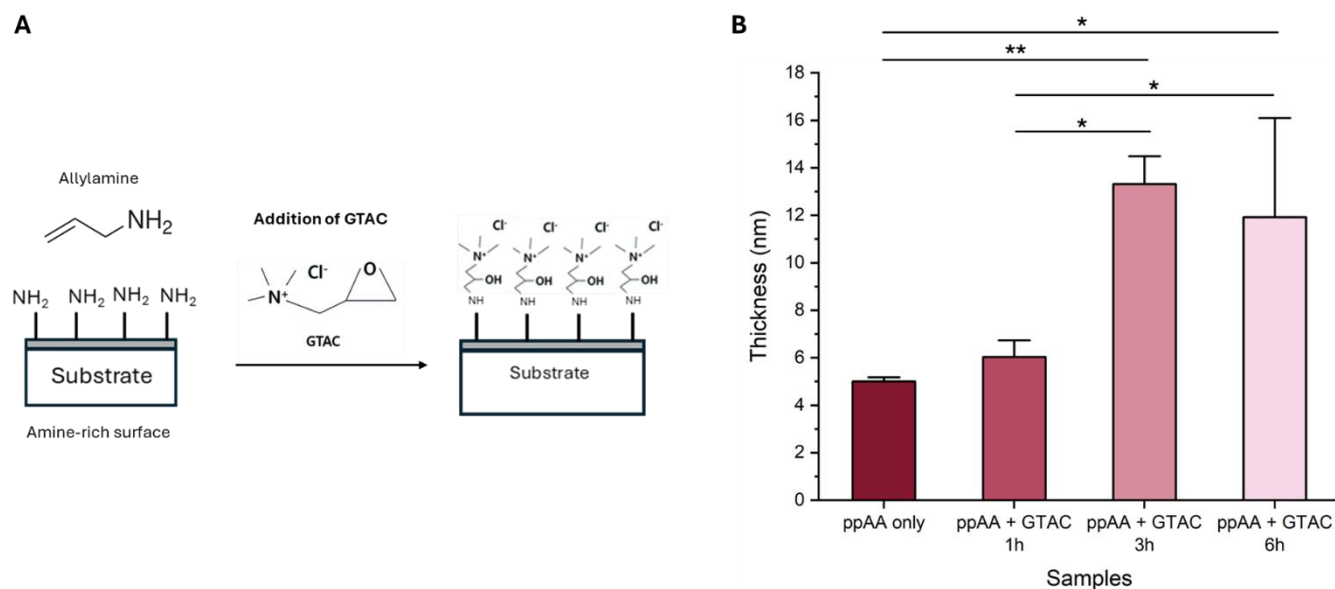 A
Allylamine
NH2
NH2 NH2 NH2 NH2
Substrate
Amine-rich surface
Addition of GTAC
Cl-
O
N+
GTAC
Cl- Cl- Cl- Cl-
N+ N+ N+ N+
OH OH OH OH
NH NH NH NH
Substrate
B
*
**
*
*
Thickness (nm)
18
16
14
12
10
8
6
4
2
0
ppAA only
ppAA + GTAC
1h
ppAA + GTAC
3h
ppAA + GTAC
6h
Samples